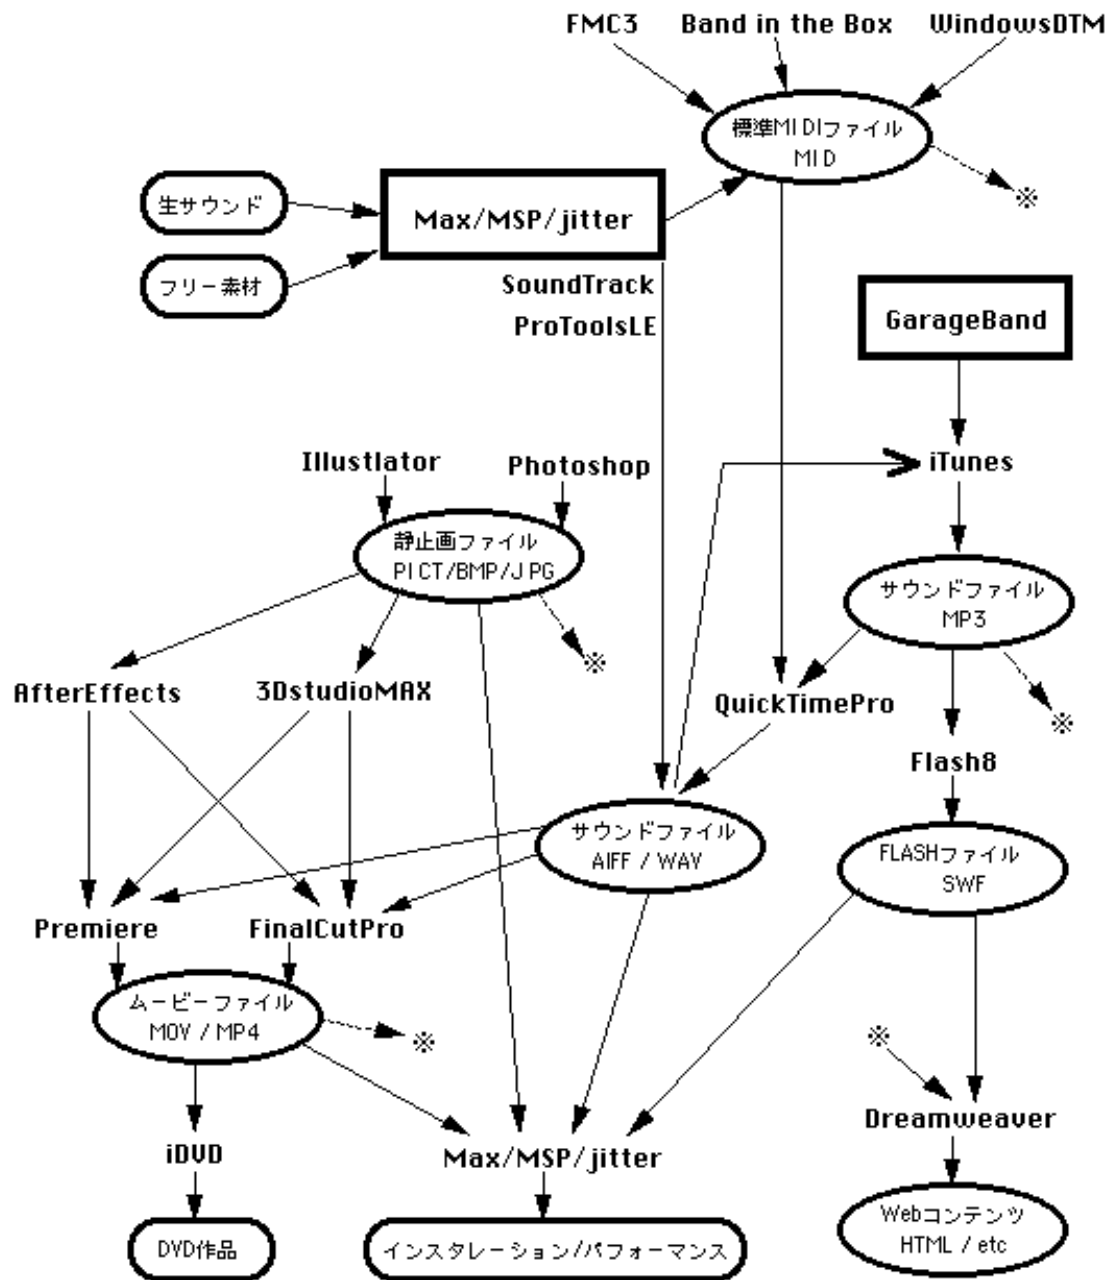 FMC3
Band in the Box
WindowsDTM
標準MIDIファイル
MID
※
生サウンド
Max/MSP/jitter
フリー素材
SoundTrack
ProToolsLE
GarageBand
Illustlator
Photoshop
iTunes
静止画ファイル
PICT/BMP/JPG
サウンドファイル
MP3
※
AfterEffects
3DstudioMAX
QuickTimePro
※
Flash8
サウンドファイル
AIFF / WAV
FLASHファイル
SWF
Premiere
FinalCutPro
ムービーファイル
MOV / MP4
※
※
Dreamweaver
iDVD
Max/MSP/jitter
DVD作品
インスタレーション/パフォーマンス
Webコンテンツ
HTML / etc